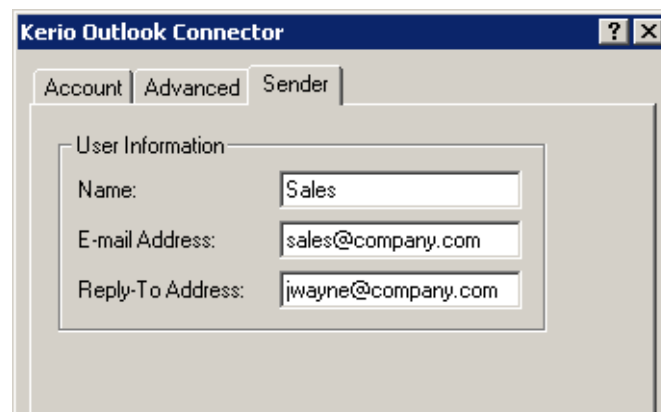 Kerio Outlook Connector
Account Advanced Sender
User Information
Name: Sales
E-mail Address: sales@company.com
Reply-To Address: jwayne@company.com